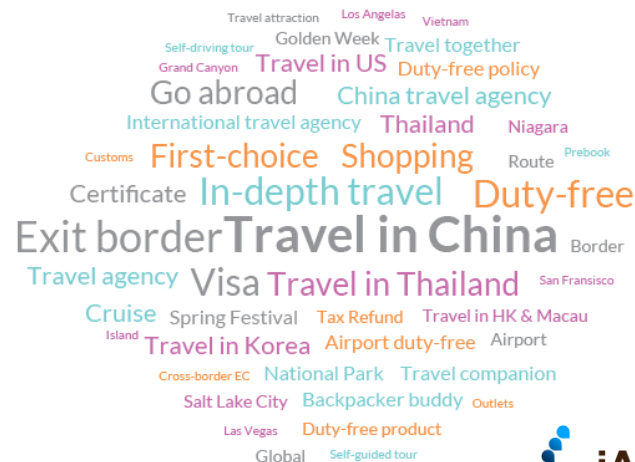 Travel attraction Los Angelas Vietnam
Self-driving tour Golden Week Travel together
Grand Canyon Travel in US Duty-free policy
Go abroad China travel agency
International travel agency Thailand Niagara
Customs First-choice Shopping Route Prebook
Certificate In-depth travel Duty-free
Exit border Travel in China Border
Travel agency Visa Travel in Thailand San Fransisco
Cruise Spring Festival Tax Refund Travel in HK & Macau
Island Travel in Korea Airport duty-free Airport
Cross-border EC National Park Travel companion
Salt Lake City Backpacker buddy Outlets
Las Vegas Duty-free product
Global Self-guided tour